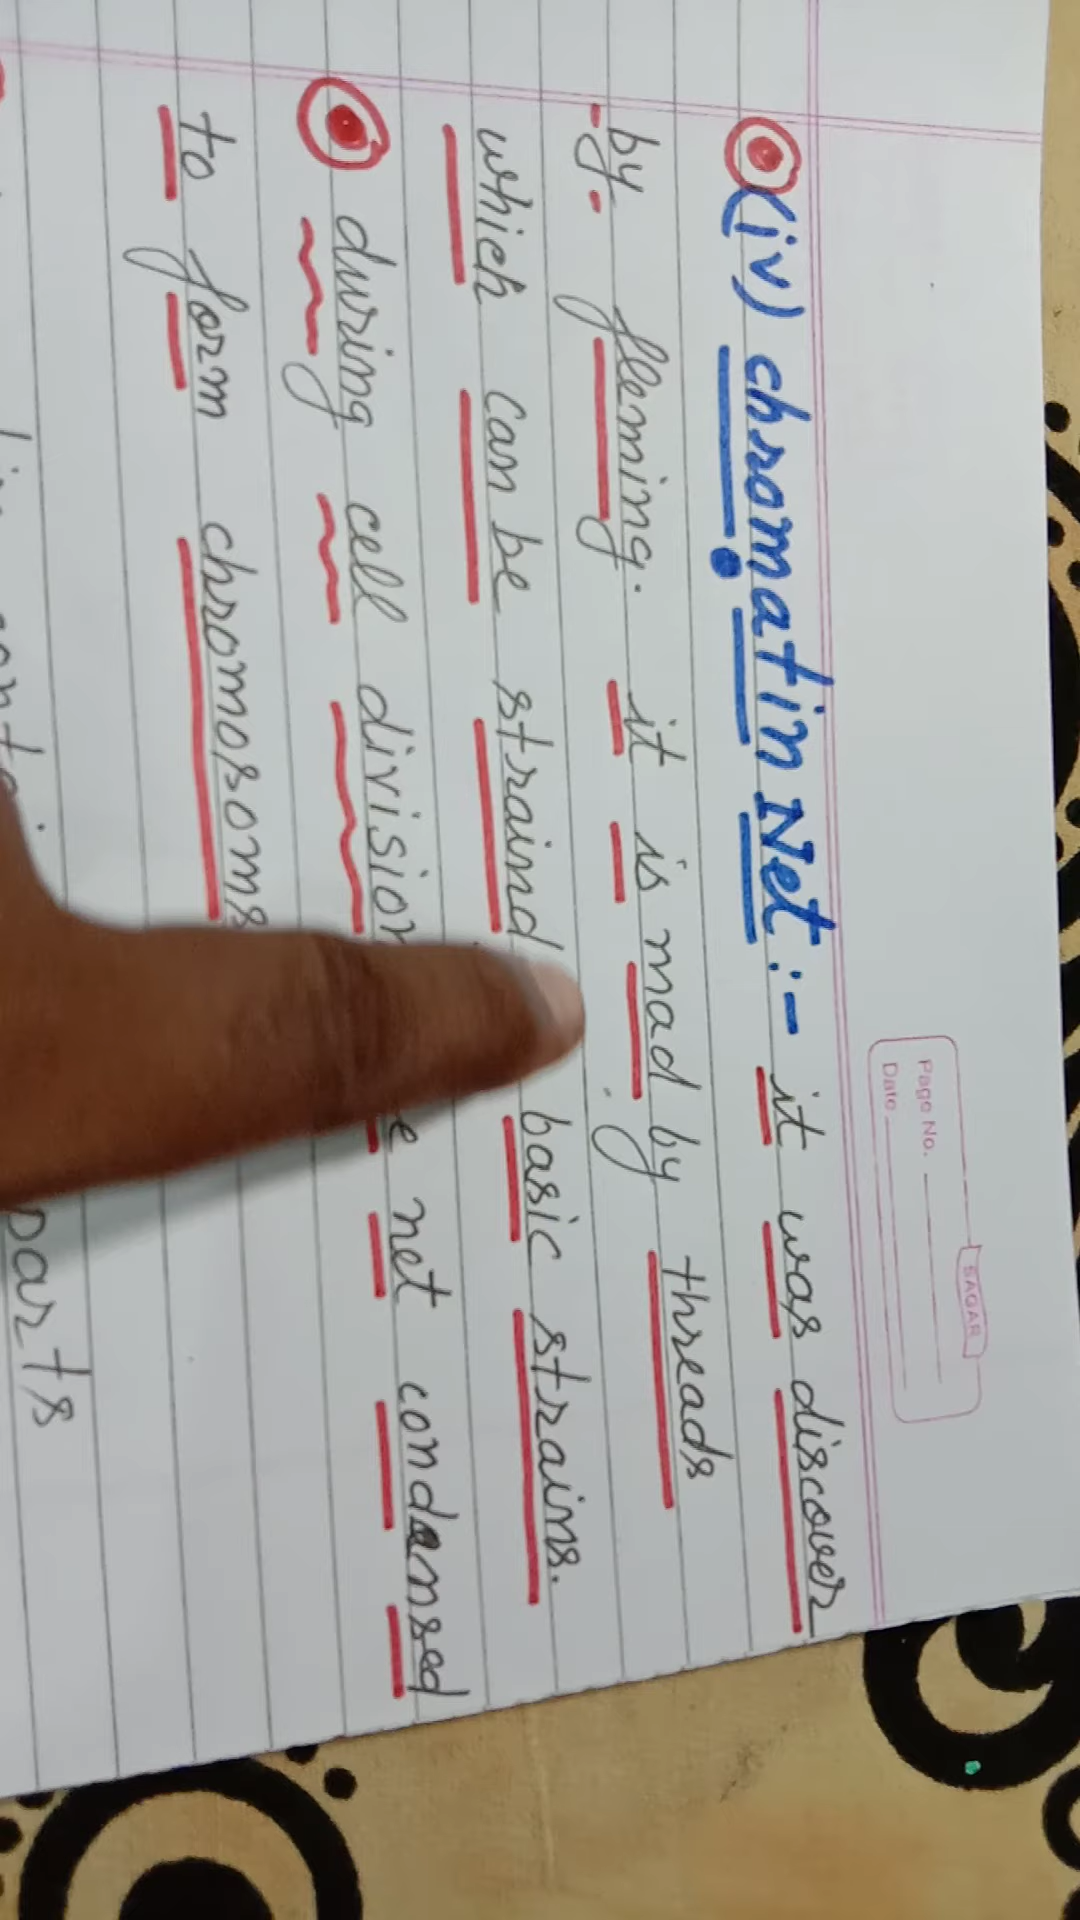 SAGAR
Page No.
Date
(iv) chromatin Net :- it was discover
by fleming. it is mad by threads
which can be straind basic strains.
during cell division net condensed
to form chromosoms
parts